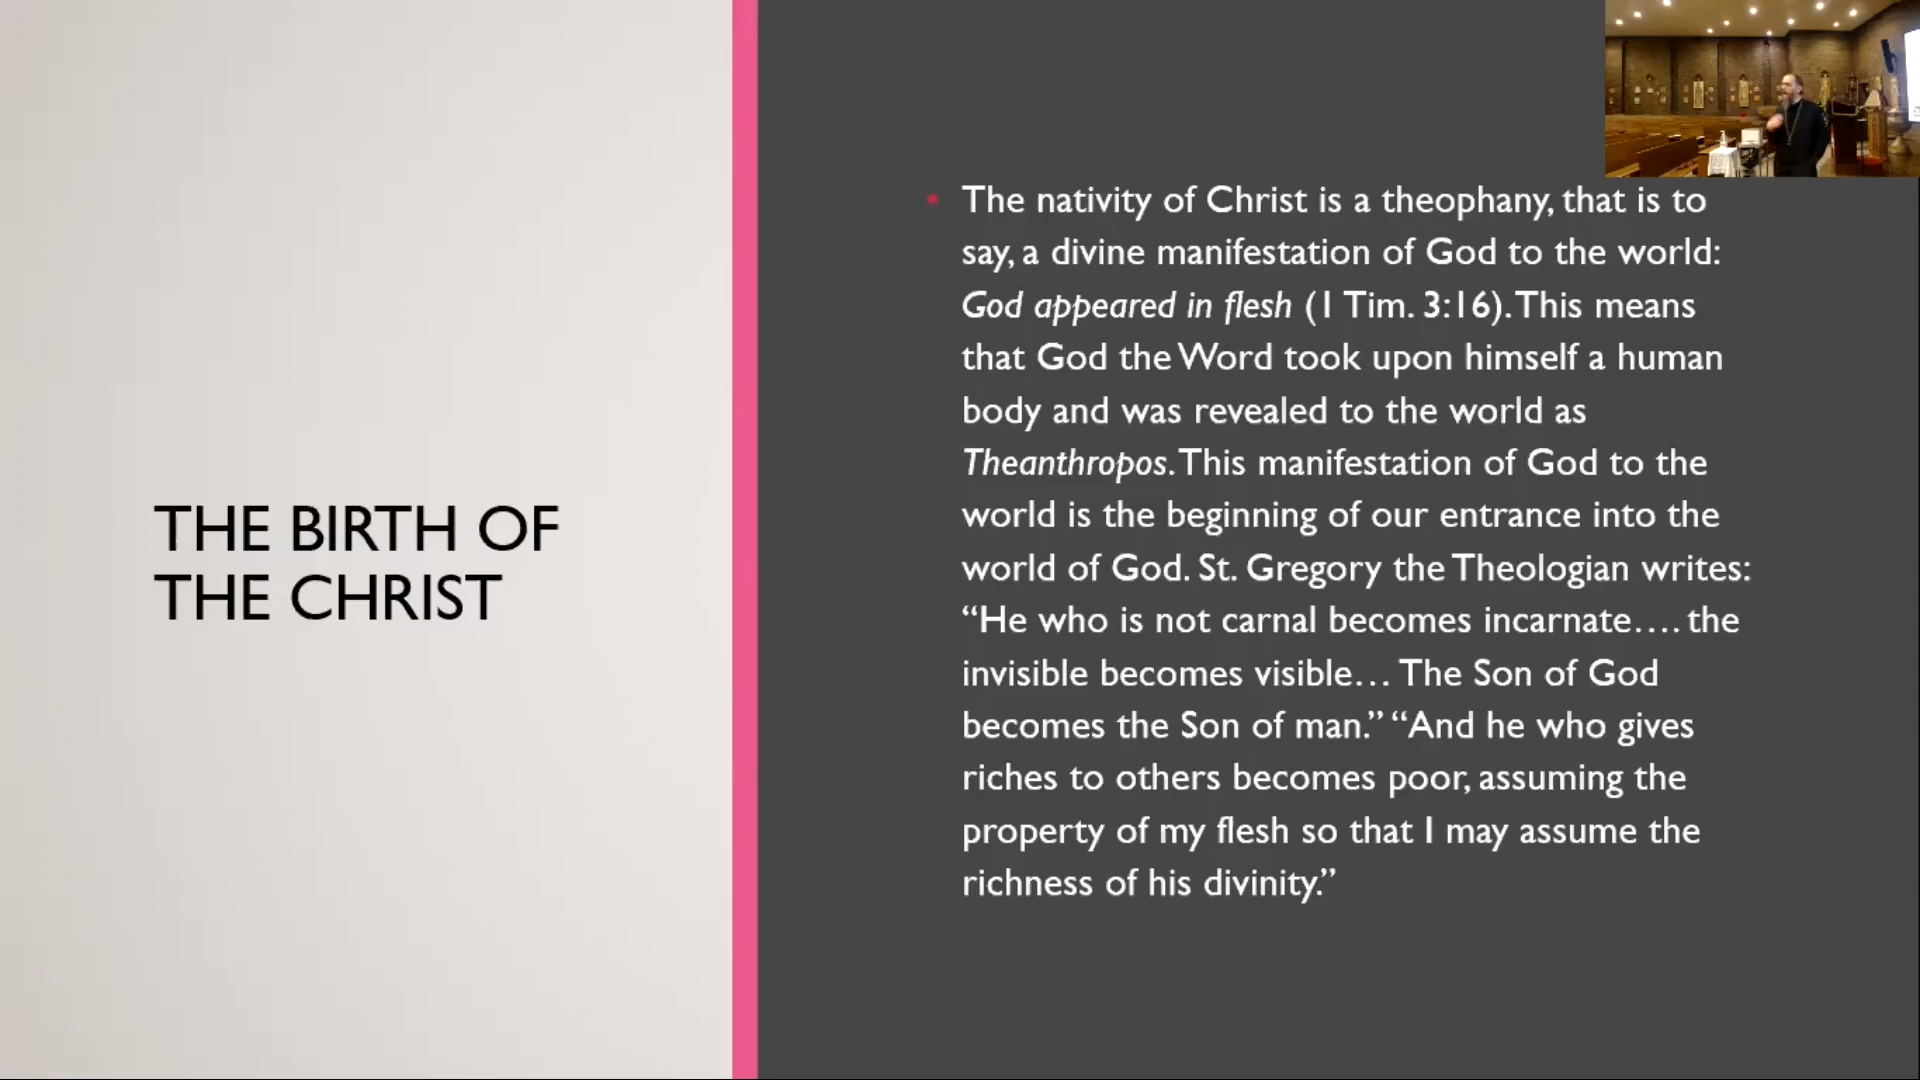 THE BIRTH OF
THE CHRIST
• The nativity of Christ is a theophany, that is to
say, a divine manifestation of God to the world:
God appeared in flesh (1 Tim. 3:16). This means
that God the Word took upon himself a human
body and was revealed to the world as
Theanthropos. This manifestation of God to the
world is the beginning of our entrance into the
world of God. St. Gregory the Theologian writes:
“He who is not carnal becomes incarnate…. the
invisible becomes visible… The Son of God
becomes the Son of man.” “And he who gives
riches to others becomes poor, assuming the
property of my flesh so that I may assume the
richness of his divinity.”